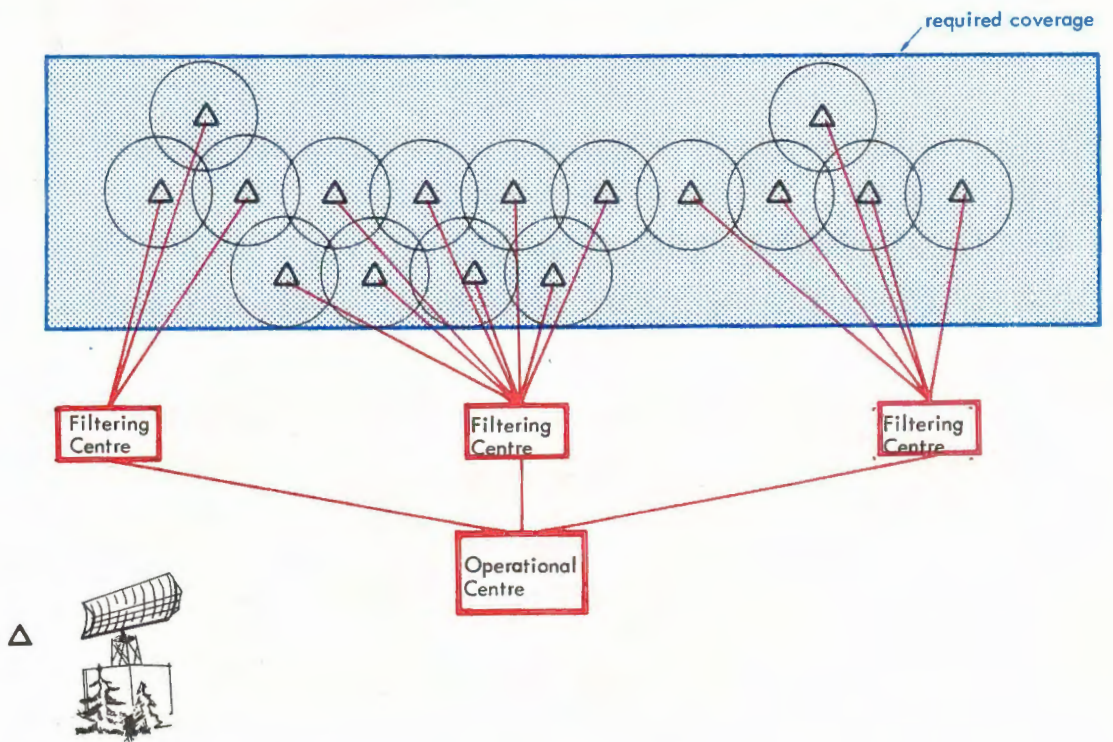 required coverage
Filtering
Centre
Filtering
Centre
Filtering
Centre
Operational
Centre